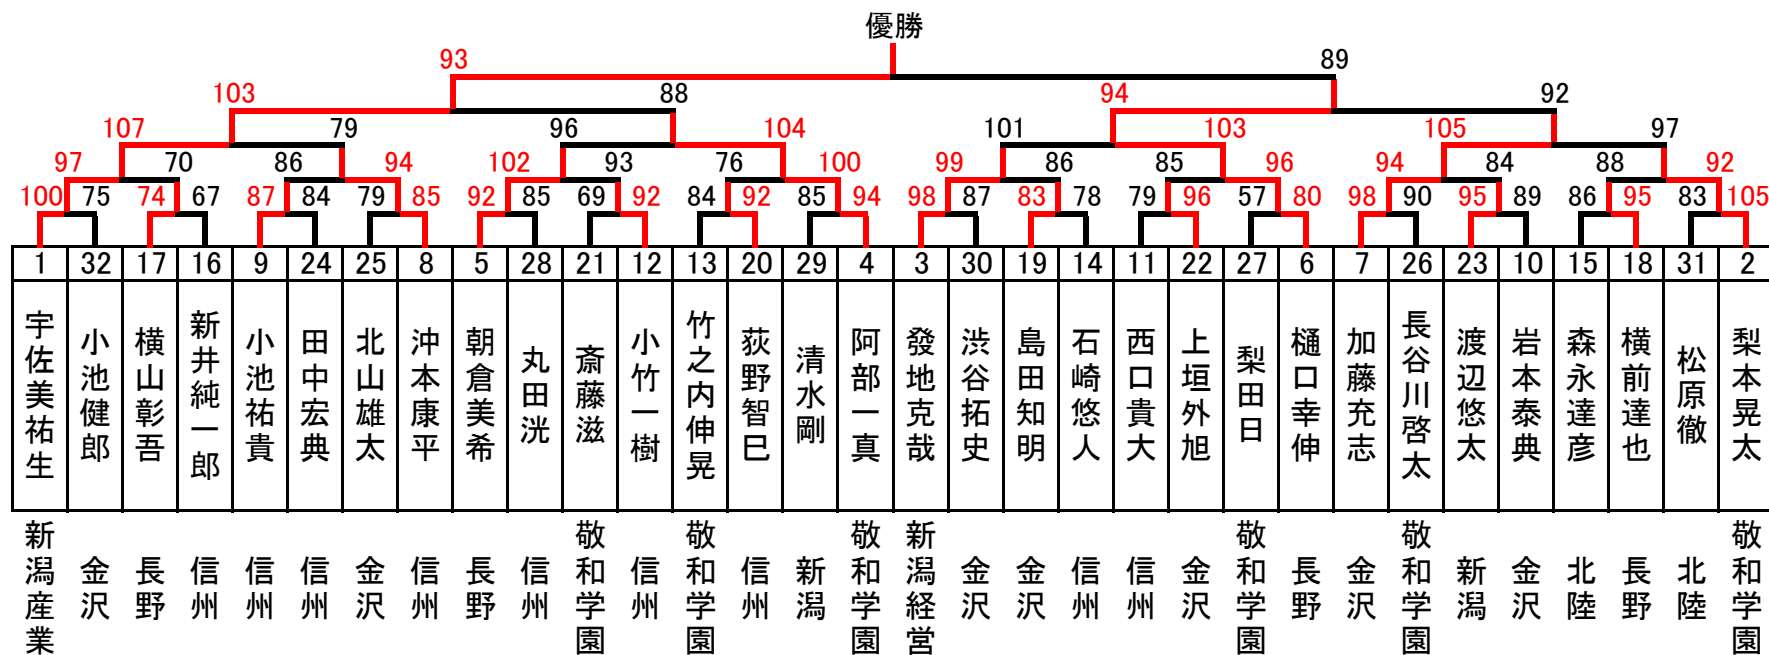 優勝
93 89
103 88 94 92
107 79 96 104 101 103 105 97
97 70 86 94 102 93 76 100 99 86 85 96 94 84 88 92
100 75 74 67 87 84 79 85 92 85 69 92 84 92 85 94 98 87 83 78 79 96 57 80 98 90 95 89 86 95 83 105
1 32 17 16 9 24 25 8 5 28 21 12 13 20 29 4 3 30 19 14 11 22 27 6 7 26 23 10 15 18 31 2
宇佐美祐生
小池健郎
横山彰吾
新井純一郎
小池祐貴
田中宏典
北山雄太
沖本康平
朝倉美希
丸田洸
斎藤滋
小竹一樹
竹之内伸晃
荻野智巳
清水剛
阿部一真
發地克哉
渋谷拓史
島田知明
石崎悠人
西口貴大
上垣外旭
梨田日
樋口幸伸
加藤充志
長谷川啓太
渡辺悠太
岩本泰典
森永達彦
横前達也
松原徹
梨本晃太
新潟産業
金沢
長野
信州
信州
信州
金沢
信州
長野
信州
敬和学園
信州
敬和学園
信州
新潟
敬和学園
新潟経営
金沢
金沢
信州
信州
金沢
敬和学園
長野
金沢
敬和学園
新潟
金沢
北陸
長野
北陸
敬和学園